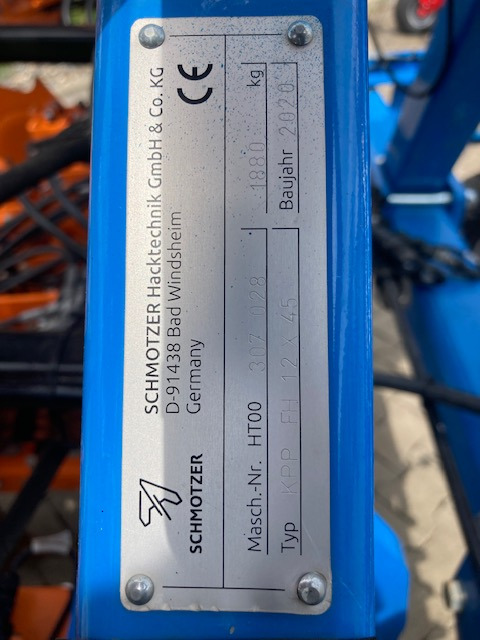 SCHMOTZER
SCHMOTZER Hacktechnik GmbH & Co. KG
D-91438 Bad Windsheim
Germany
CE
Masch.-Nr. HT00 307 028 1880 kg
Typ KPP FH 12 X 45 Baujahr 2020